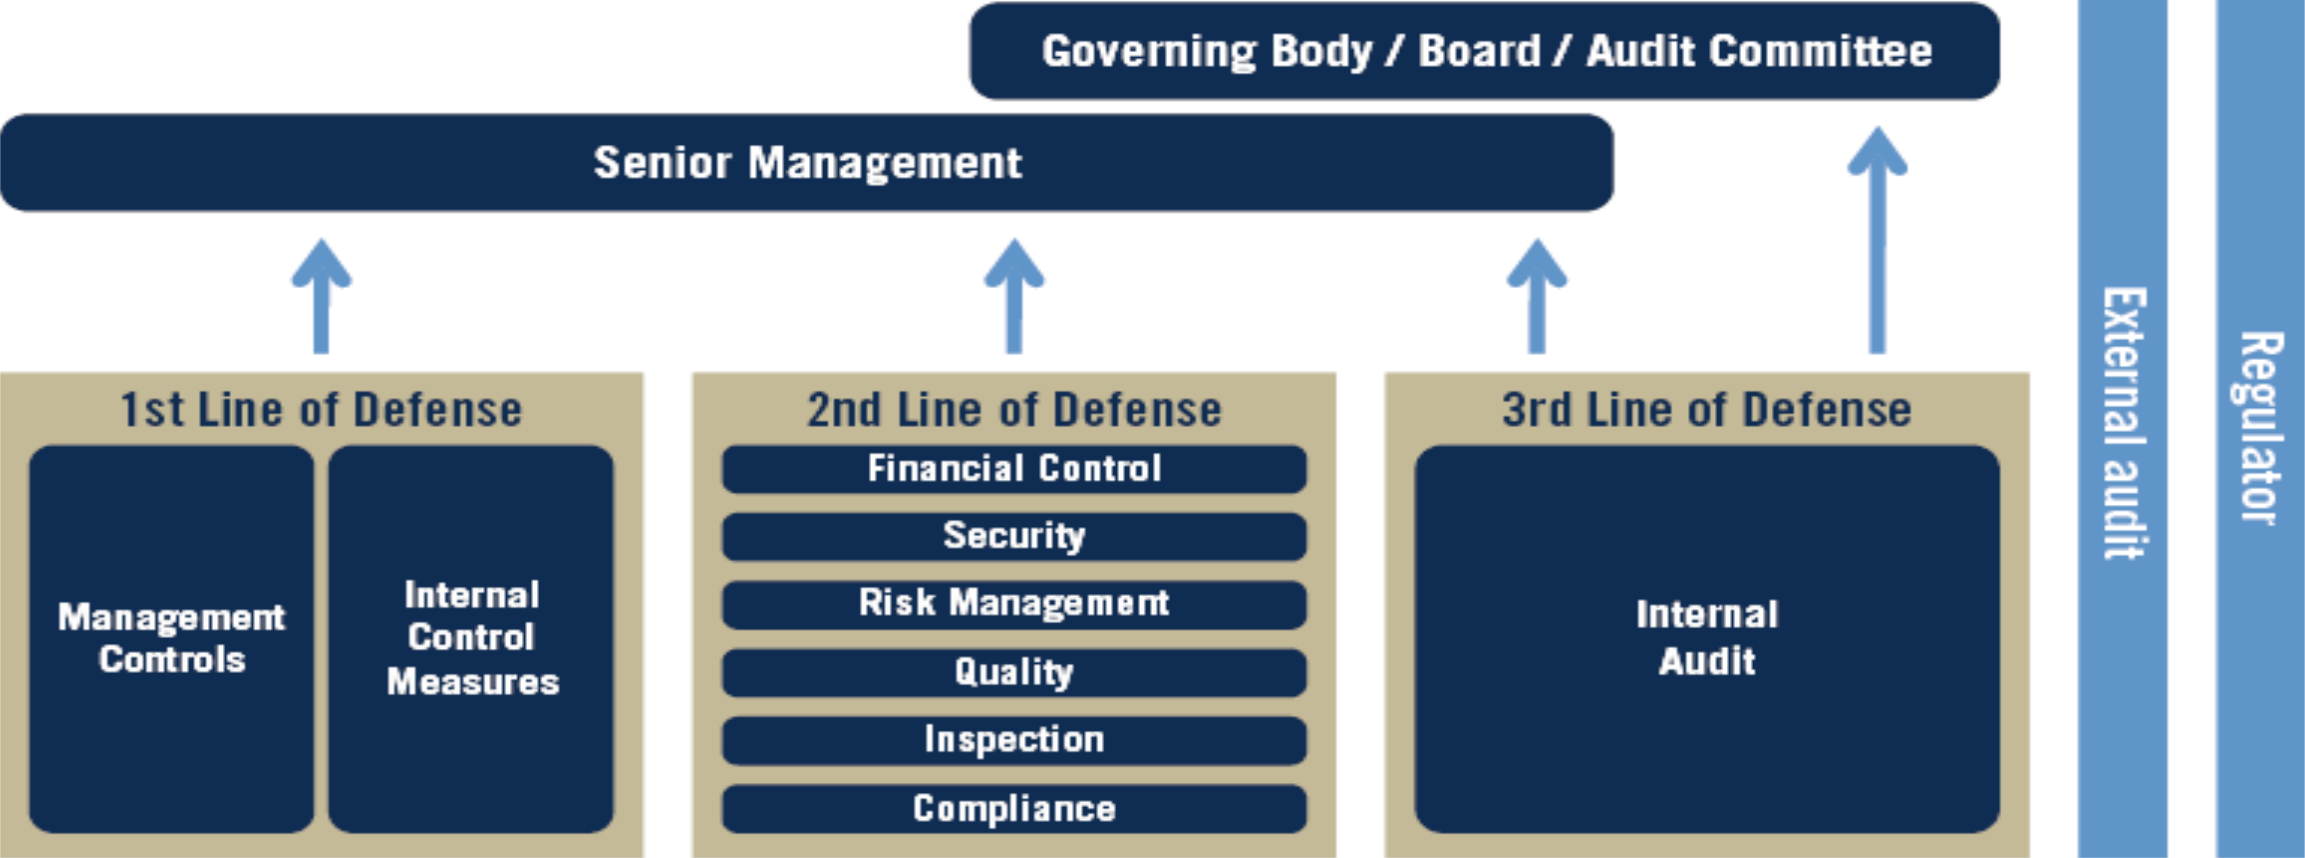 Governing Body / Board / Audit Committee
Senior Management
1st Line of Defense
Management
Controls
Internal
Control
Measures
2nd Line of Defense
Financial Control
Security
Risk Management
Quality
Inspection
Compliance
3rd Line of Defense
Internal
Audit
External audit
Regulator